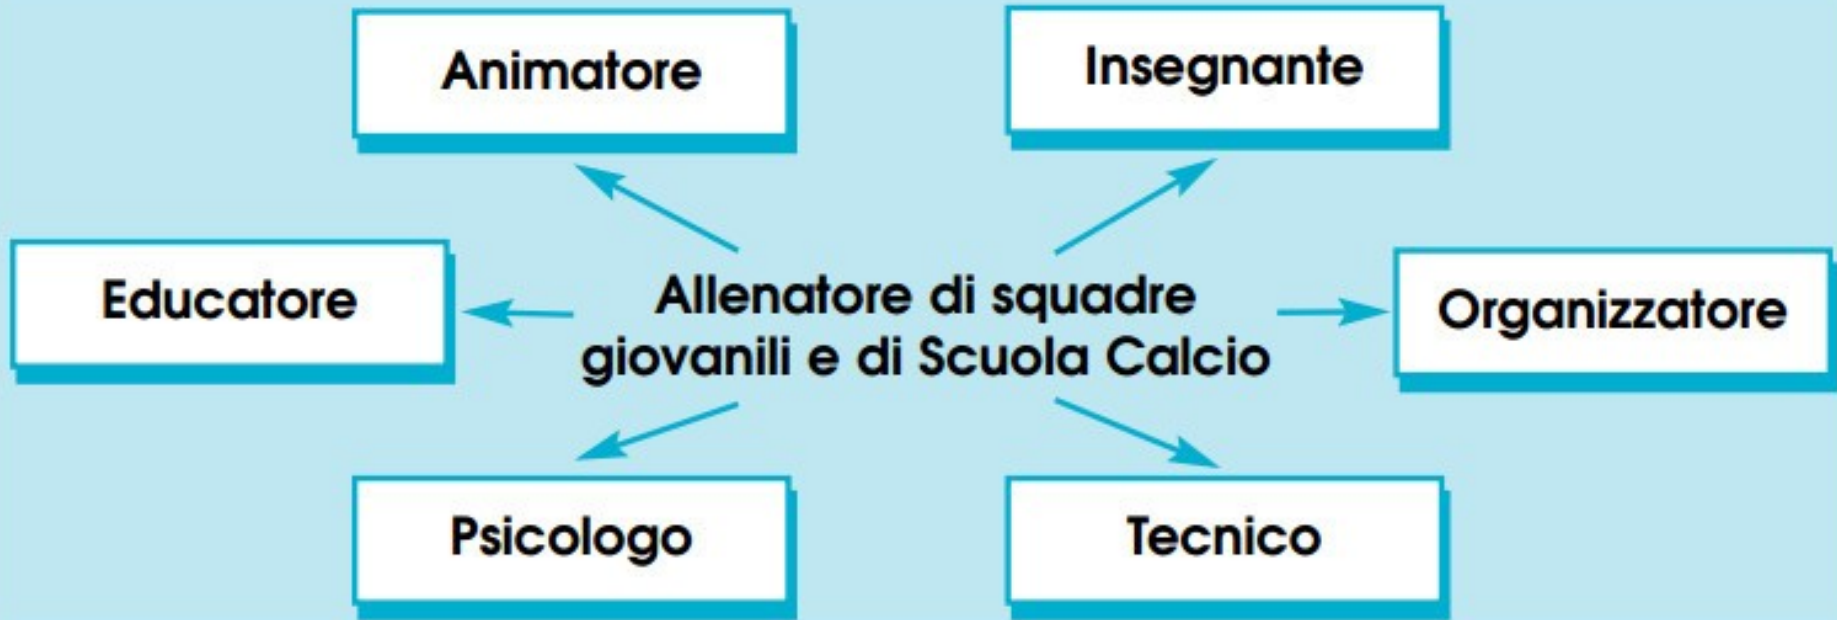 Animatore
Insegnante
Educatore
Allenatore di squadre
giovanili e di Scuola Calcio
Organizzatore
Psicologo
Tecnico